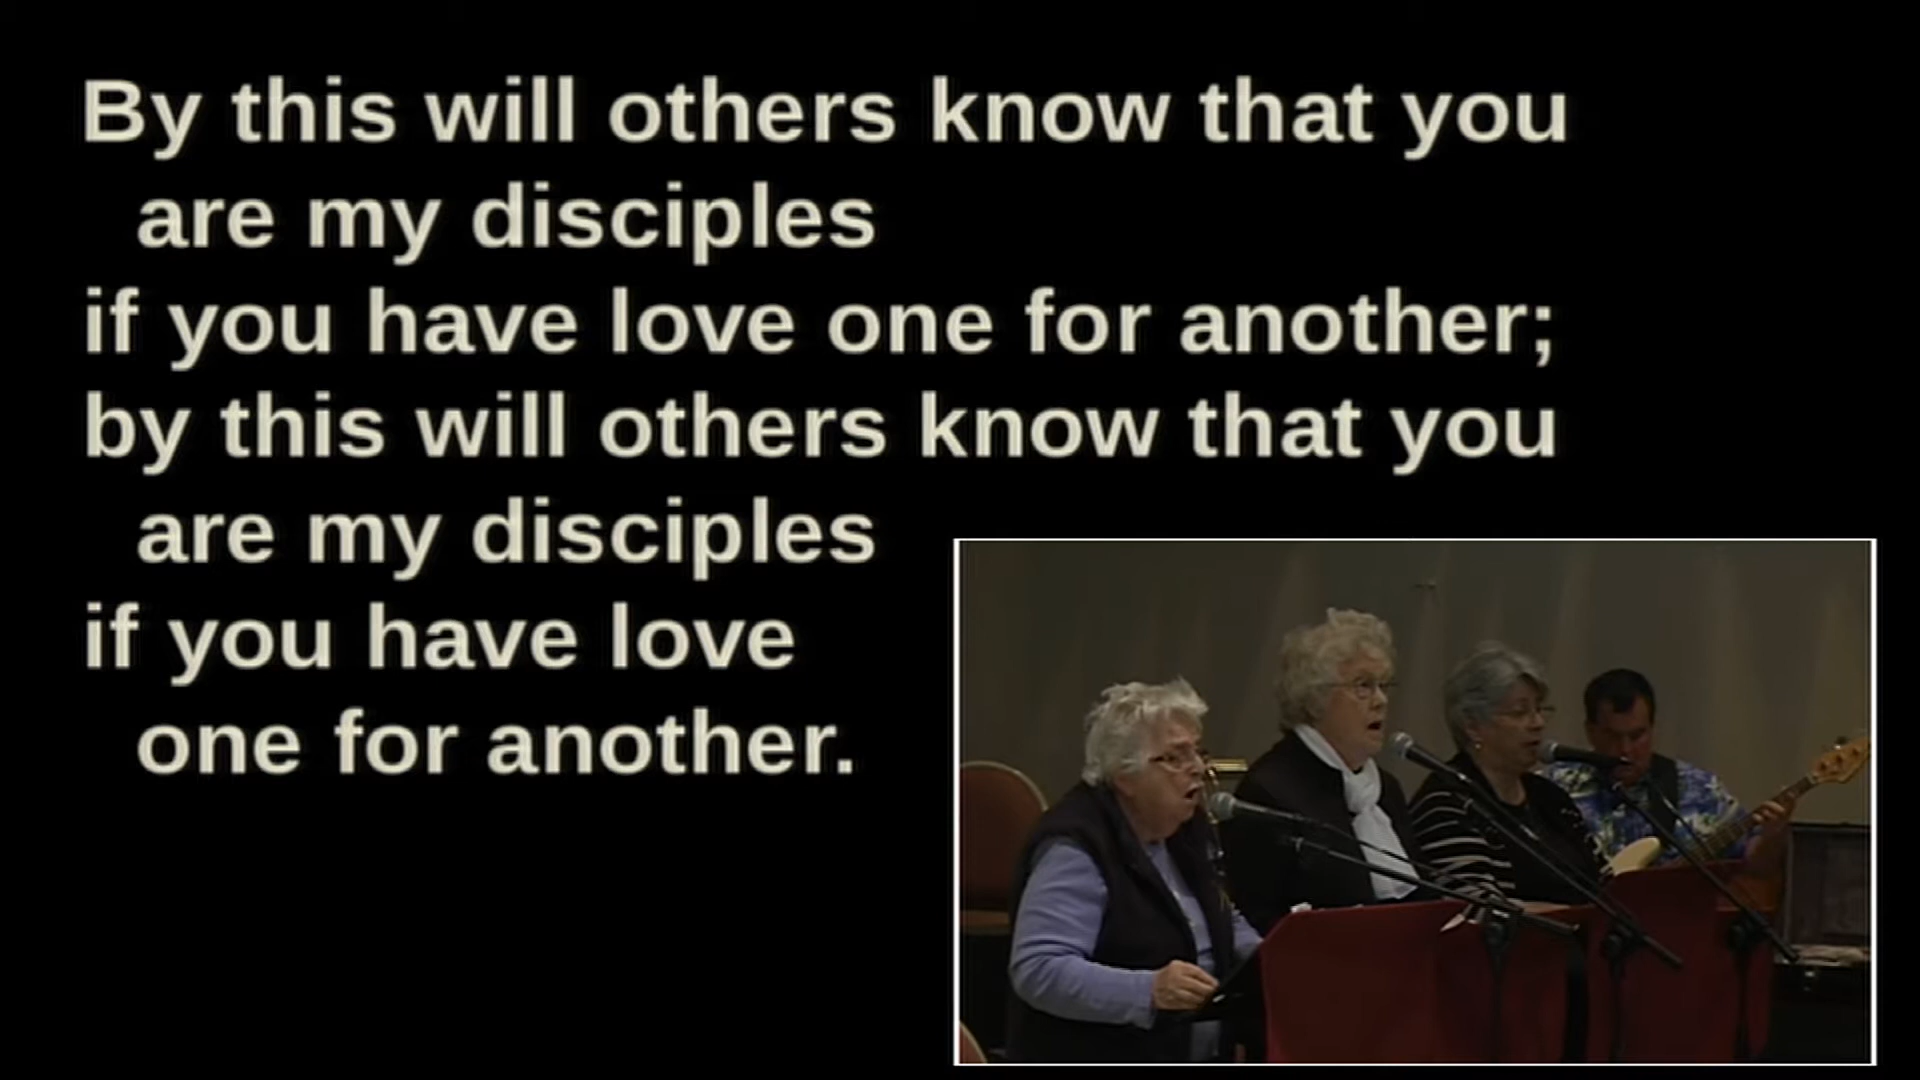 By this will others know that you
are my disciples
if you have love one for another;
by this will others know that you
are my disciples
if you have love
one for another.